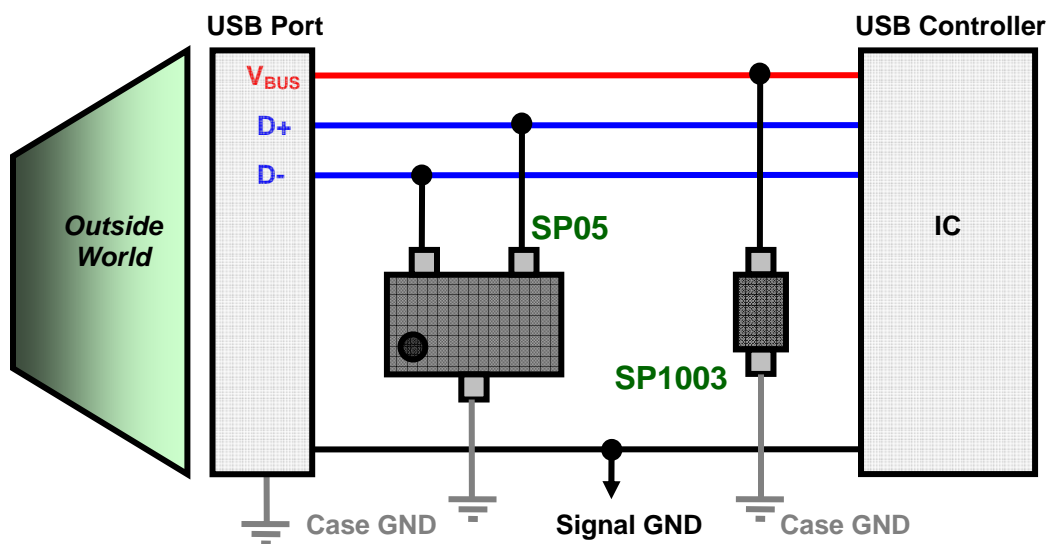 USB Port
USB Controller
VBUS
D+
D-
Outside
World
SP05
IC
SP1003
Case GND
Signal GND
Case GND